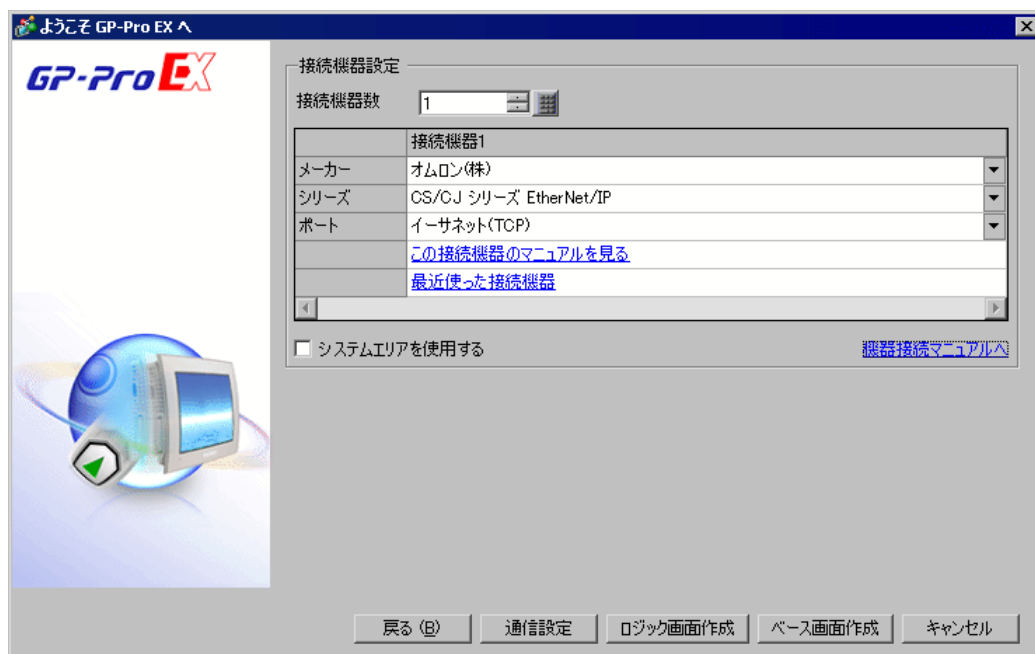 ようこそ GP-Pro EX へ
GP-Pro EX
接続機器設定
接続機器数
1
接続機器1
メーカー
オムロン(株)
シリーズ
CS/CJ シリーズ EtherNet/IP
ポート
イーサネット(TCP)
この接続機器のマニュアルを見る
最近使った接続機器
システムエリアを使用する
機器接続マニュアルへ
戻る (B)
通信設定
ロジック画面作成
ベース画面作成
キャンセル